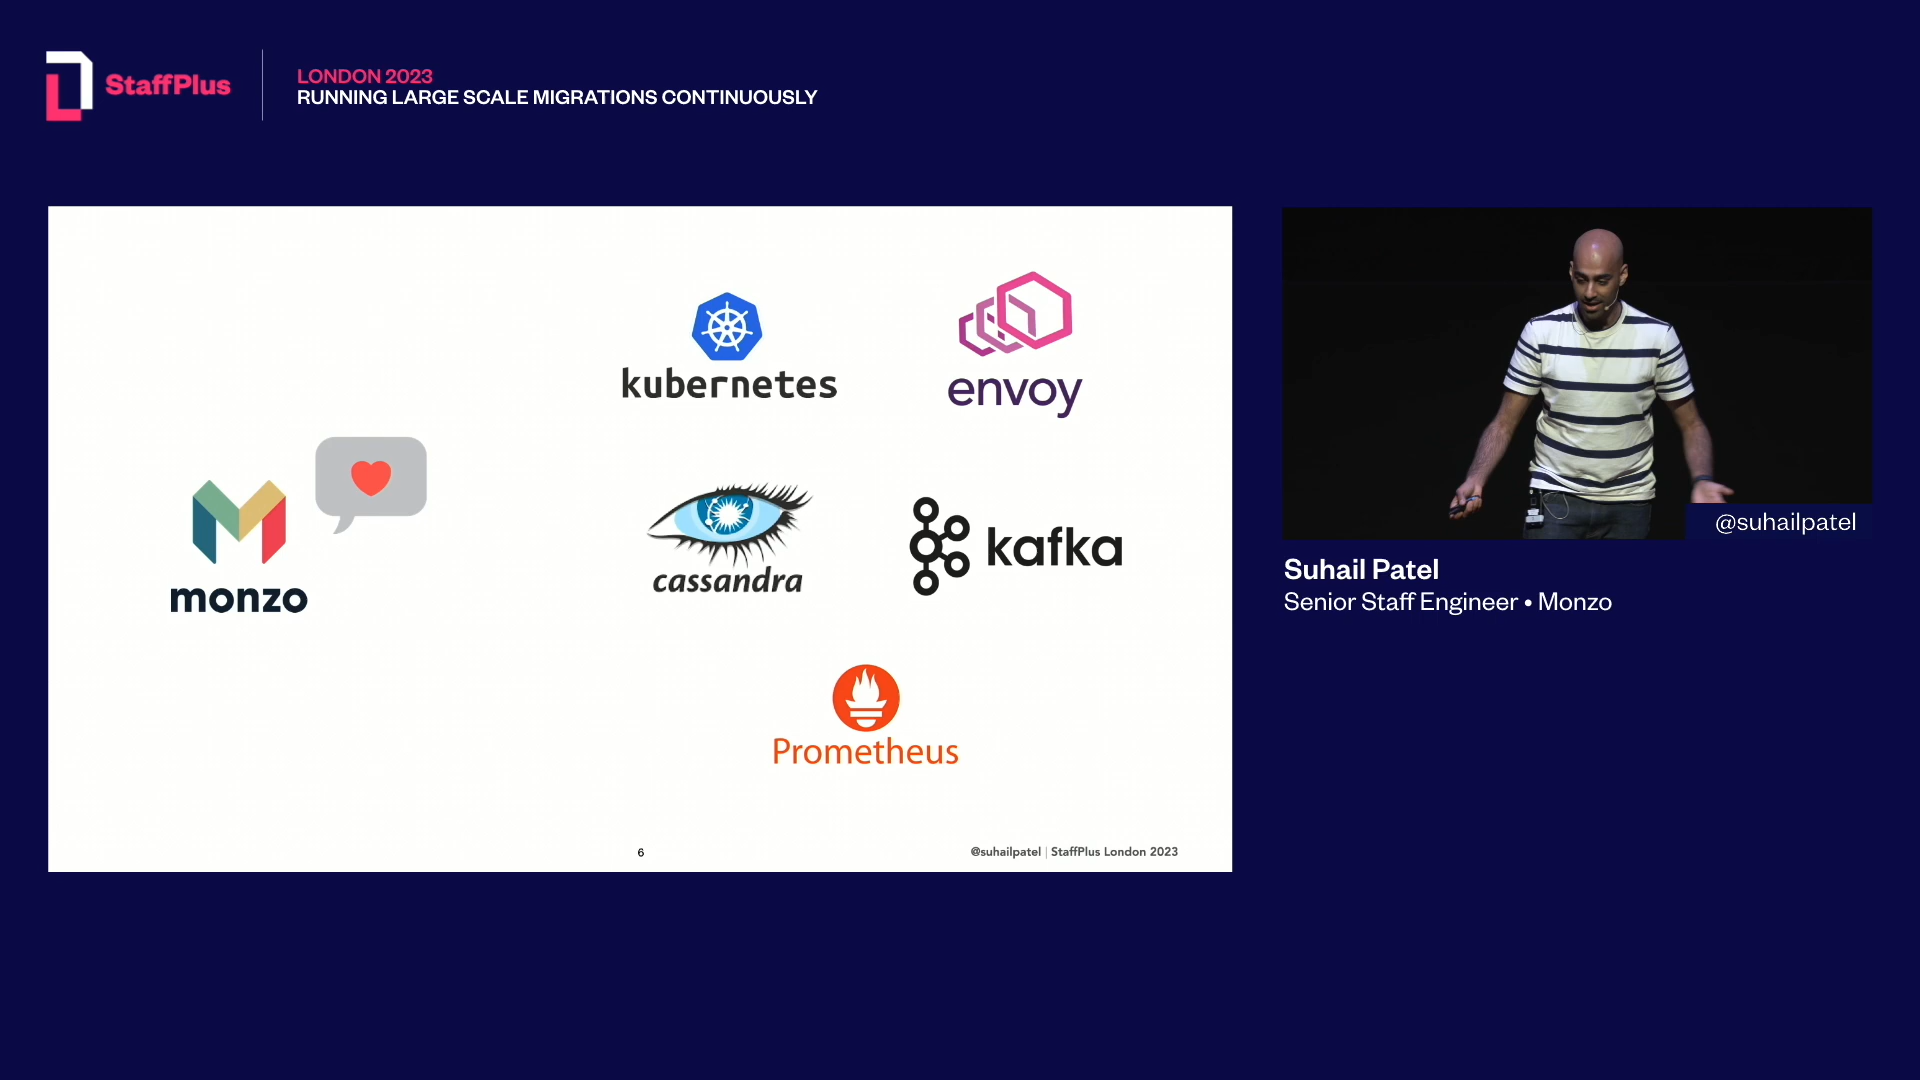 StaffPlus
LONDON 2023
RUNNING LARGE SCALE MIGRATIONS CONTINUOUSLY
kubernetes
envoy
monzo
cassandra
kafka
Prometheus
6
@suhailpatel | StaffPlus London 2023
@suhailpatel
Suhail Patel
Senior Staff Engineer • Monzo